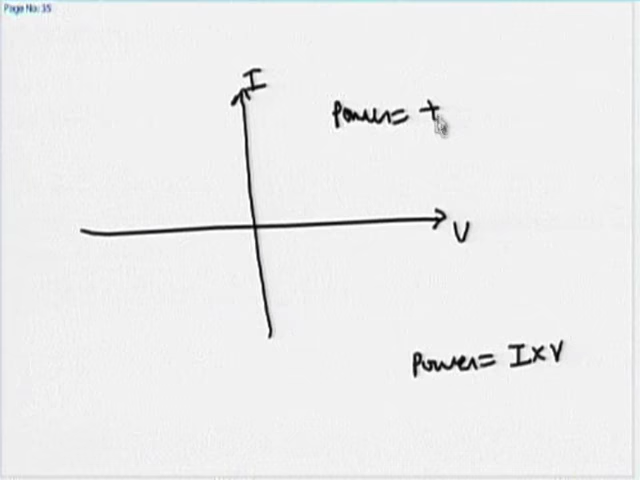 Page No: 35
I
Power= +
V
Power= I×V